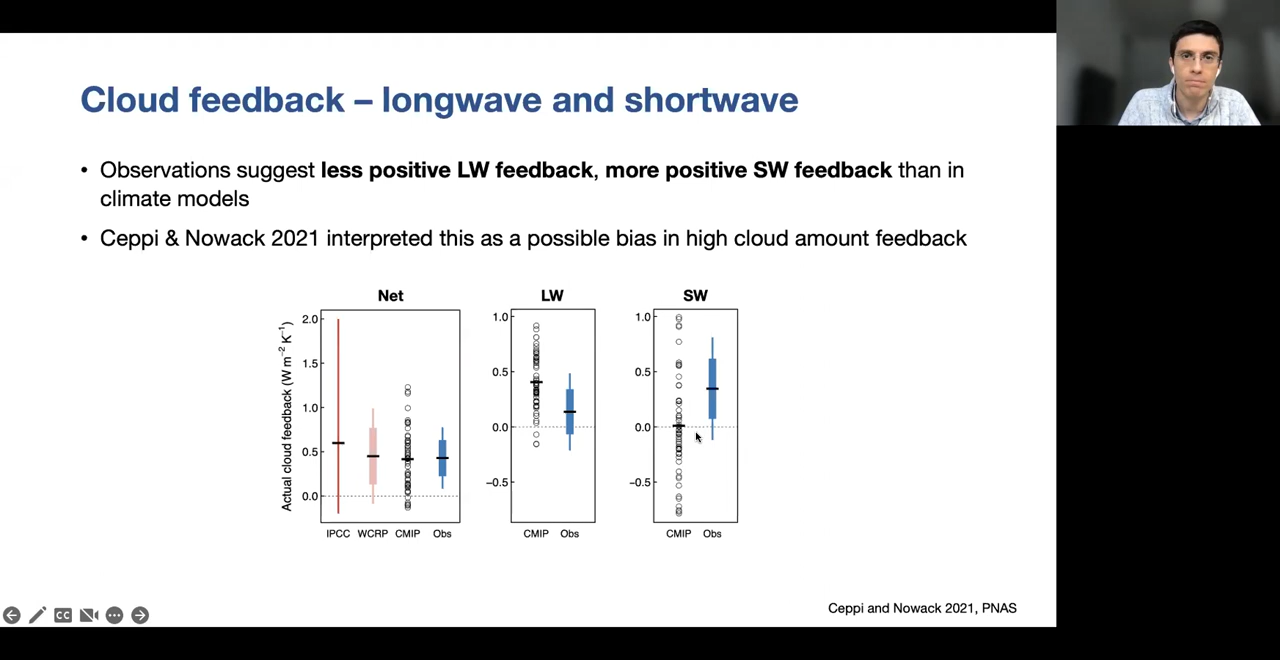 Cloud feedback – longwave and shortwave
• Observations suggest less positive LW feedback, more positive SW feedback than in
climate models
• Ceppi & Nowack 2021 interpreted this as a possible bias in high cloud amount feedback
Net
LW
SW
Actual cloud feedback (W m⁻² K⁻¹)
2.0
1.5
1.0
0.5
0.0
IPCC WCRP CMIP Obs
1.0
0.5
0.0
−0.5
CMIP Obs
1.0
0.5
0.0
−0.5
CMIP Obs
Ceppi and Nowack 2021, PNAS
CC